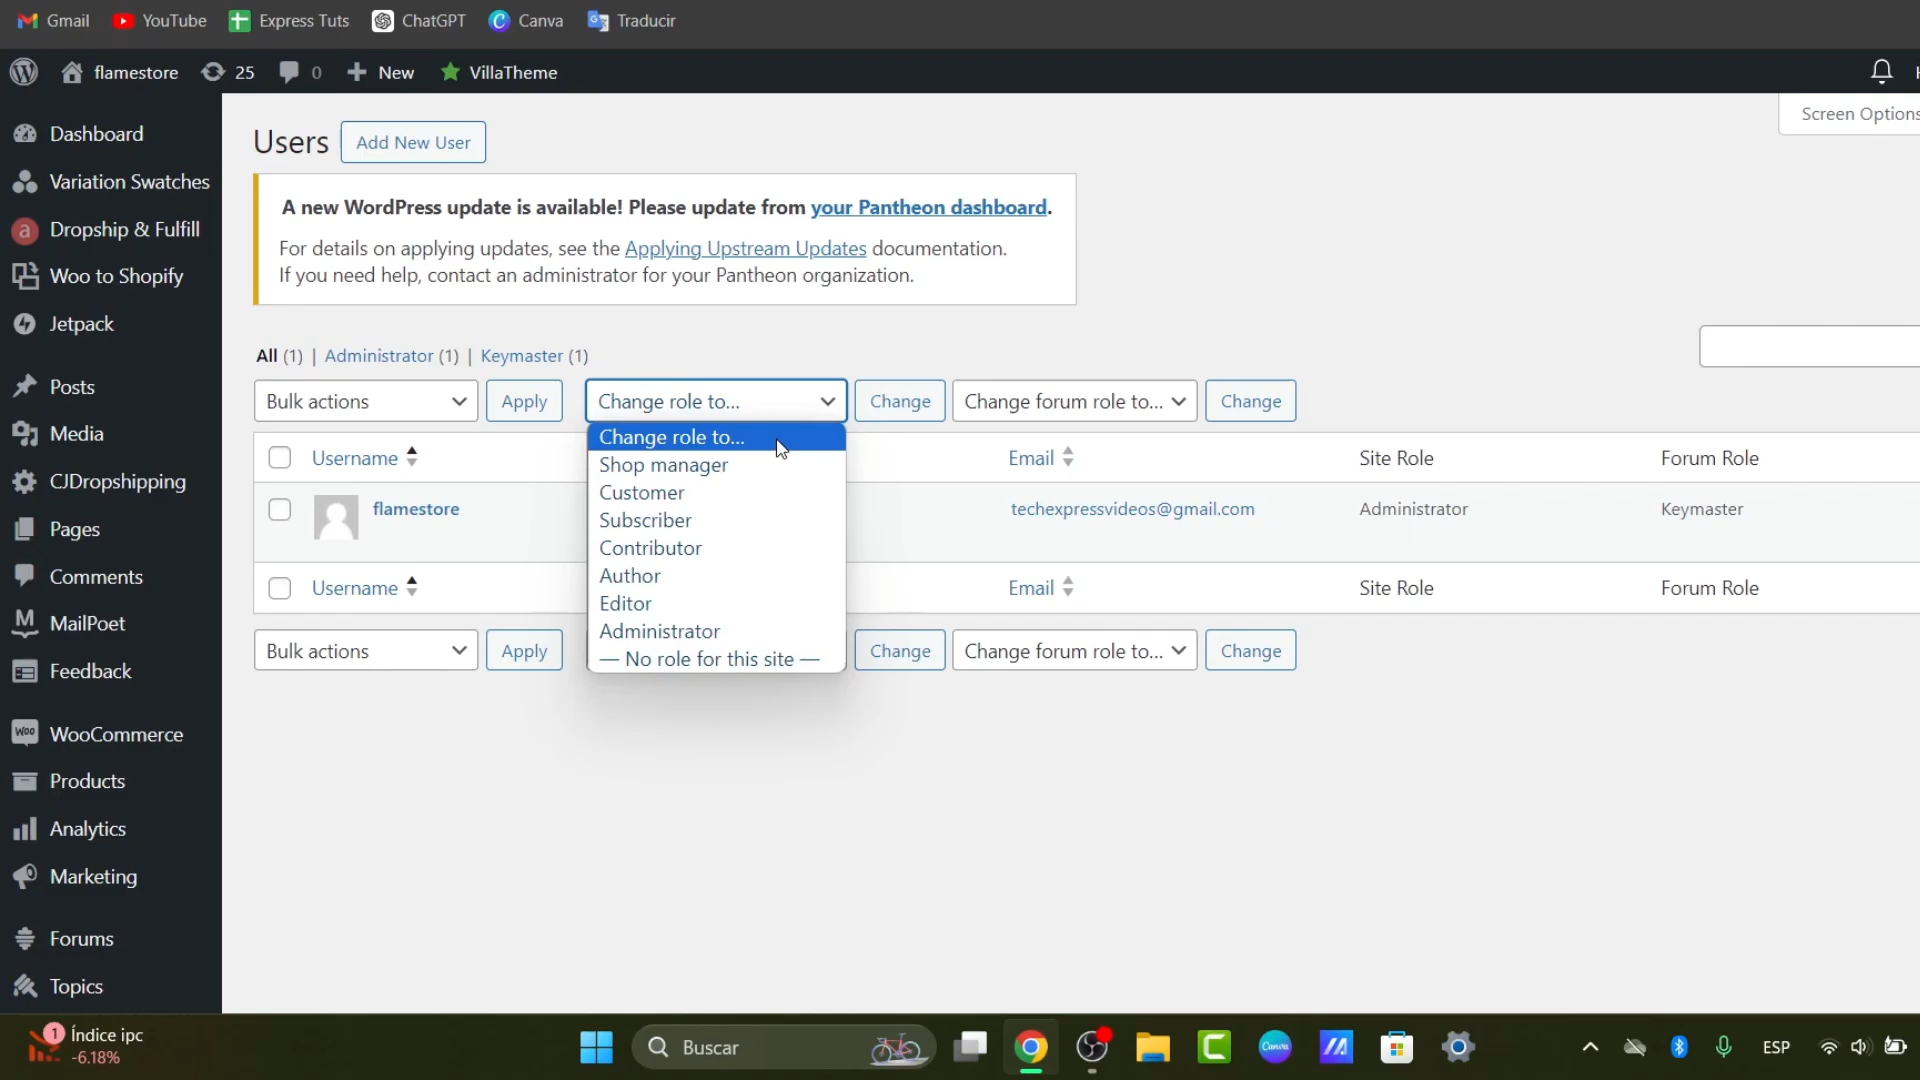 Gmail YouTube Express Tuts ChatGPT Canva Traducir
flamestore 25 0 New VillaTheme
Screen Options
Dashboard
Variation Swatches
Dropship & Fulfill
Woo to Shopify
Jetpack
Posts
Media
CJDropshipping
Pages
Comments
MailPoet
Feedback
WooCommerce
Products
Analytics
Marketing
Forums
Topics
Users Add New User
A new WordPress update is available! Please update from your Pantheon dashboard.
For details on applying updates, see the Applying Upstream Updates documentation.
If you need help, contact an administrator for your Pantheon organization.
All (1) | Administrator (1) | Keymaster (1)
Bulk actions Apply Change role to... Change Change forum role to... Change
Change role to...
Shop manager
Customer
Subscriber
Contributor
Author
Editor
Administrator
— No role for this site —
Username Email Site Role Forum Role
flamestore techexpressvideos@gmail.com Administrator Keymaster
Username Email Site Role Forum Role
Bulk actions Apply Change Change forum role to... Change
1 Índice ipc
-6.18%
Buscar
Canva
ESP